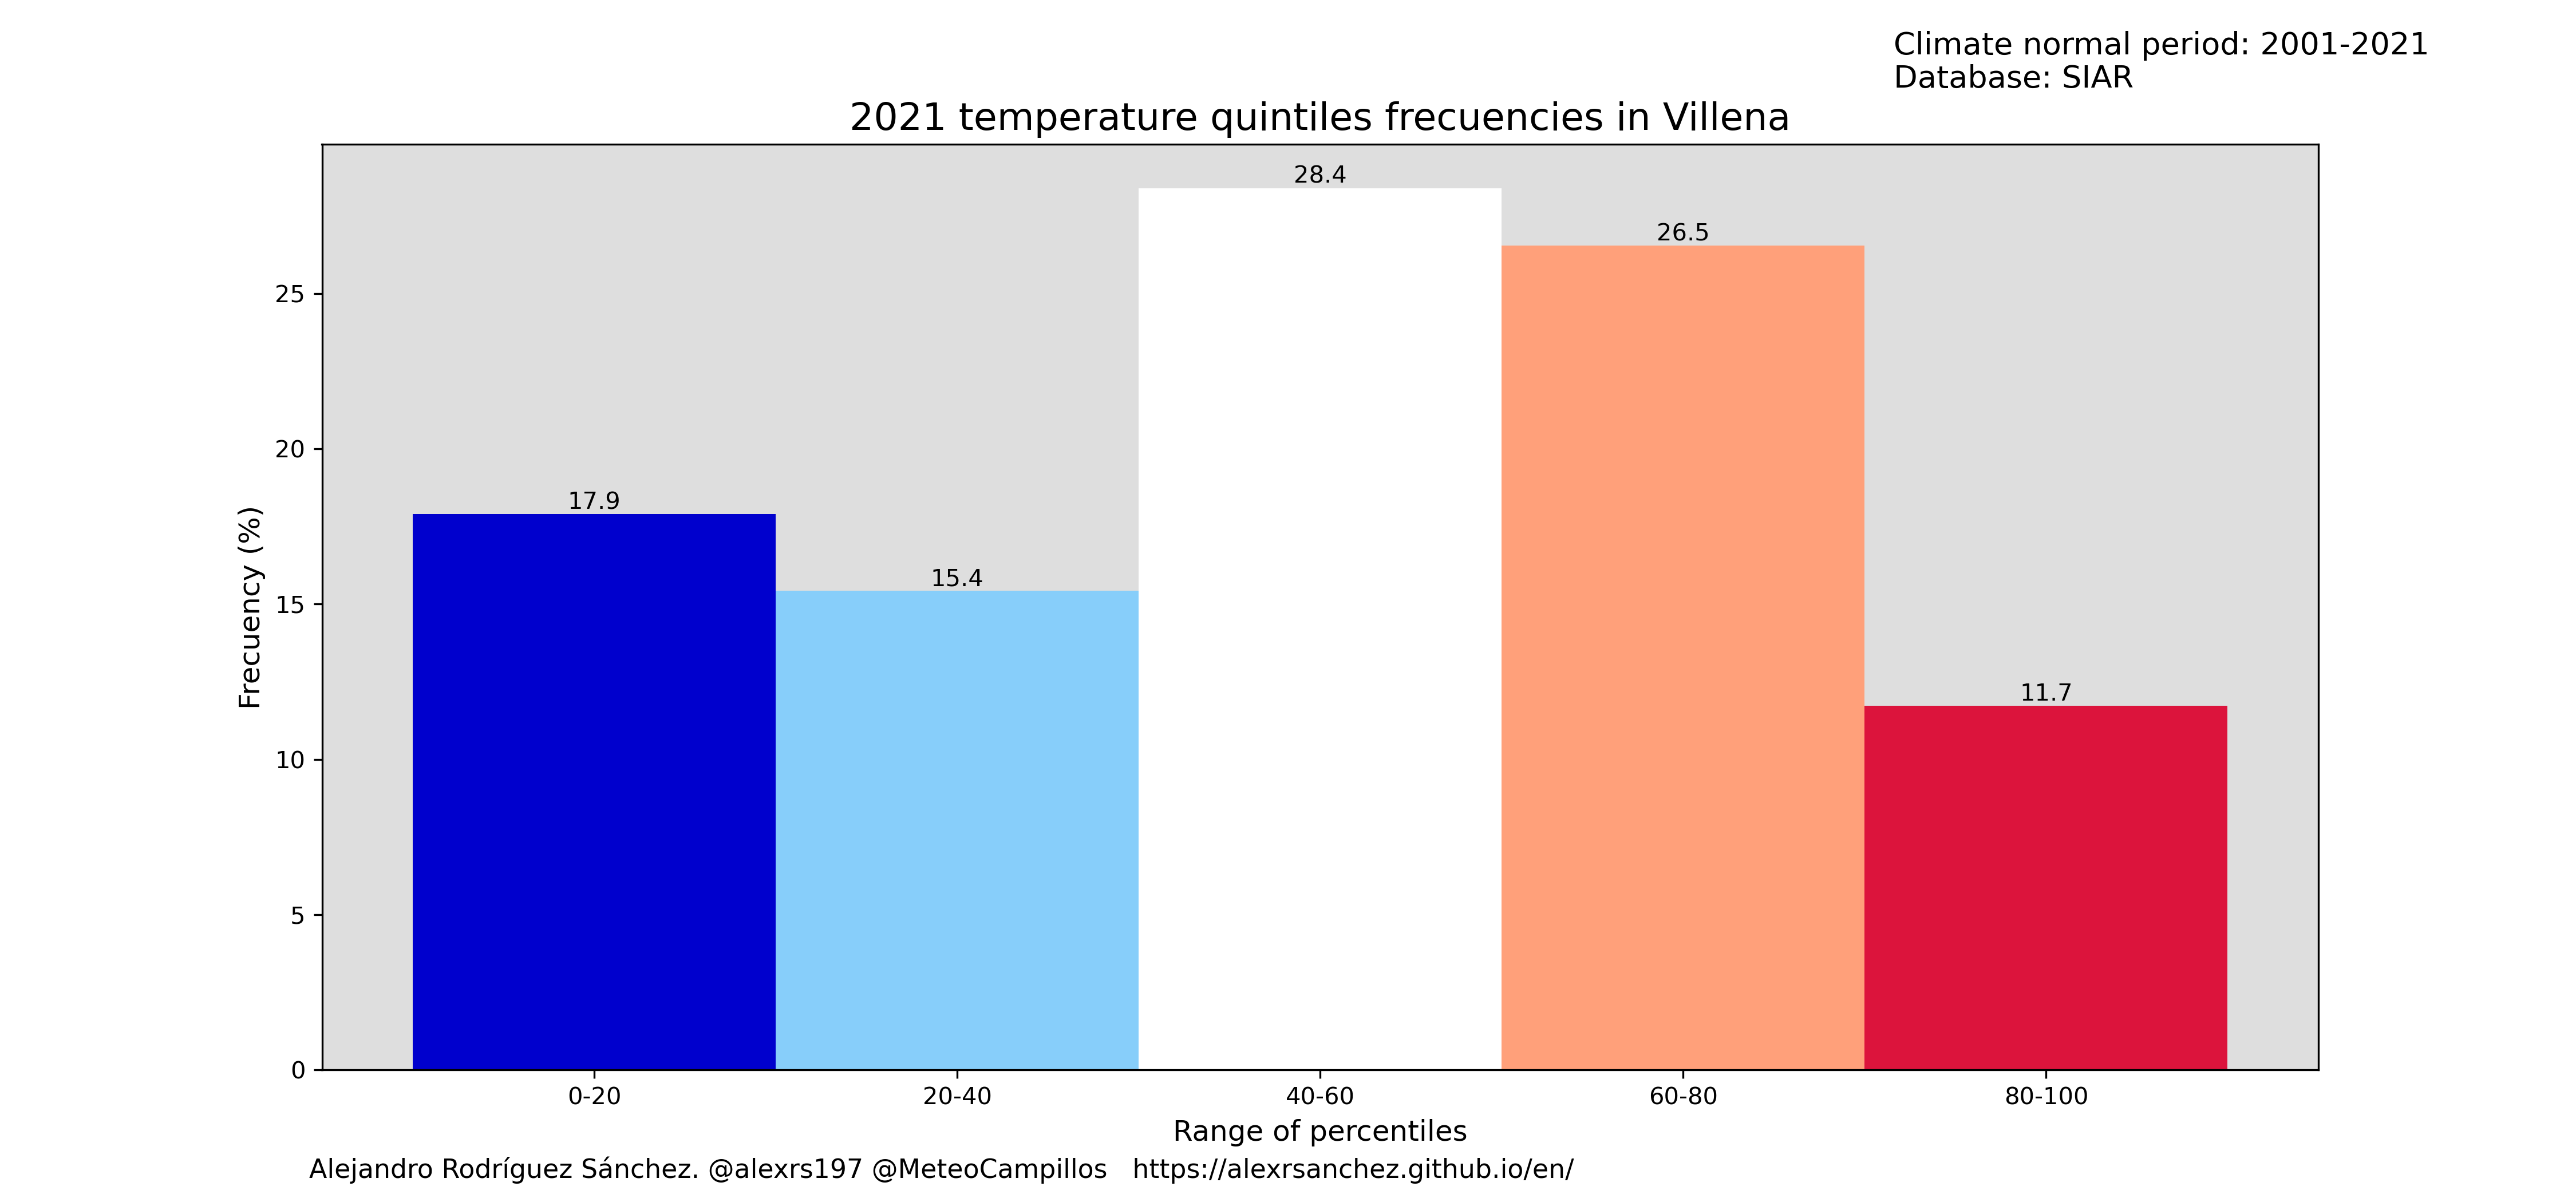 Climate normal period: 2001-2021
Database: SIAR
2021 temperature quintiles frecuencies in Villena
28.4
26.5
25
20
17.9
15.4
15
11.7
10
5
0
Frecuency (%)
0-20 20-40 40-60 60-80 80-100
Range of percentiles
Alejandro Rodríguez Sánchez. @alexrs197 @MeteoCampillos https://alexrsanchez.github.io/en/